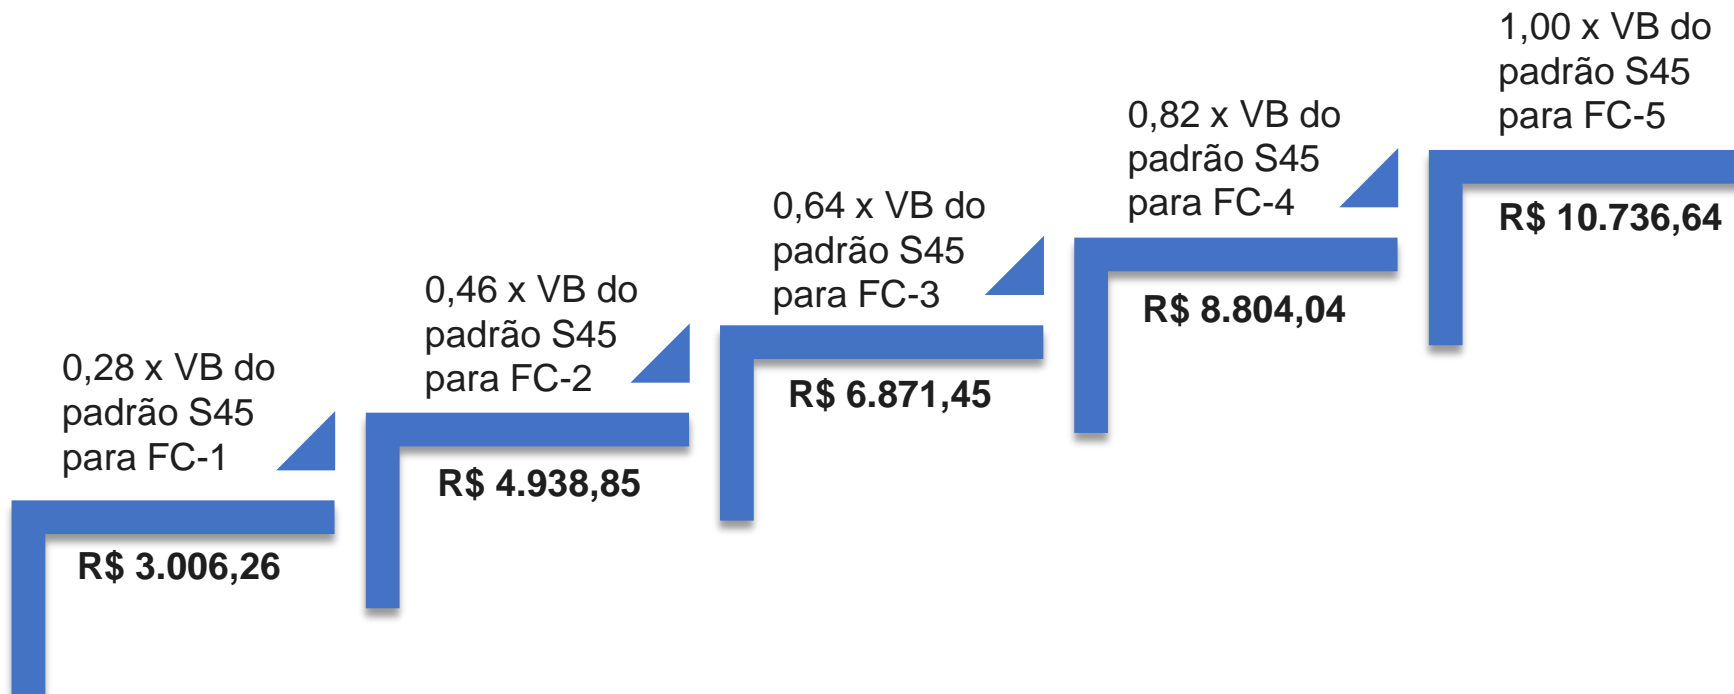 0,28 x VB do
padrão S45
para FC-1
R$ 3.006,26
0,46 x VB do
padrão S45
para FC-2
R$ 4.938,85
0,64 x VB do
padrão S45
para FC-3
R$ 6.871,45
0,82 x VB do
padrão S45
para FC-4
R$ 8.804,04
1,00 x VB do
padrão S45
para FC-5
R$ 10.736,64